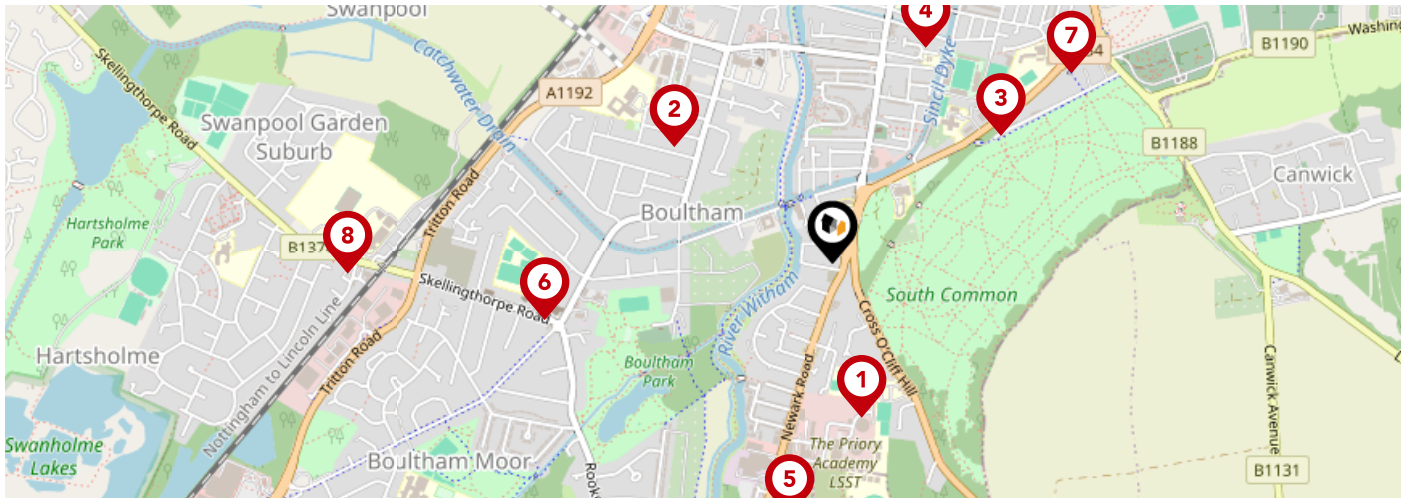 Swanpool
4
7
Washing
B1190
Skellingthorpe Road
Catchwater Drain
A1192
2
Sincil Dyke
3
Swanpool Garden
Suburb
B1188
Canwick
Hartsholme
Park
Tritton Road
Boultham
8
B137
Skellingthorpe Road
6
River Witham
South Common
Cross O'Cliff Hill
Nottingham to Lincoln Line
Hartsholme
Tritton Road
Boultham
Park
1
Newark Road
Canwick Avenue
Swanholme
Lakes
Boultham Moor
The Priory
Academy
LSST
5
Rook
B1131